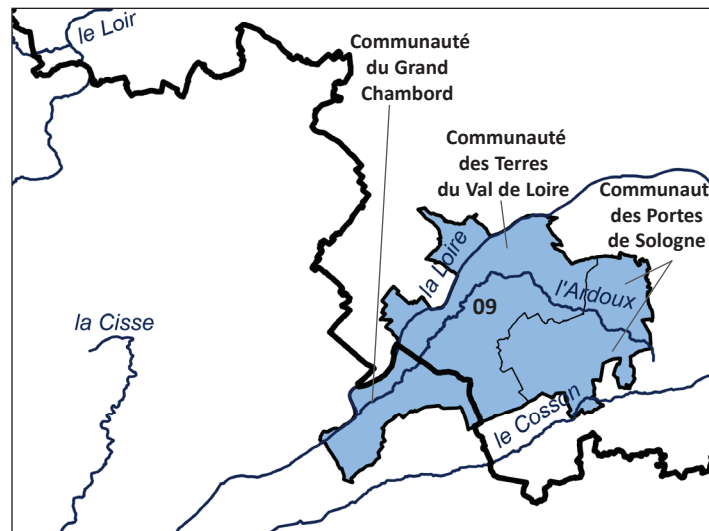 le Loir
Communauté
du Grand
Chambord
Communauté
des Terres
du Val de Loire
Communaut
des Portes
de Sologne
la Loire
l'Ardoux
09
la Cisse
le Cosson